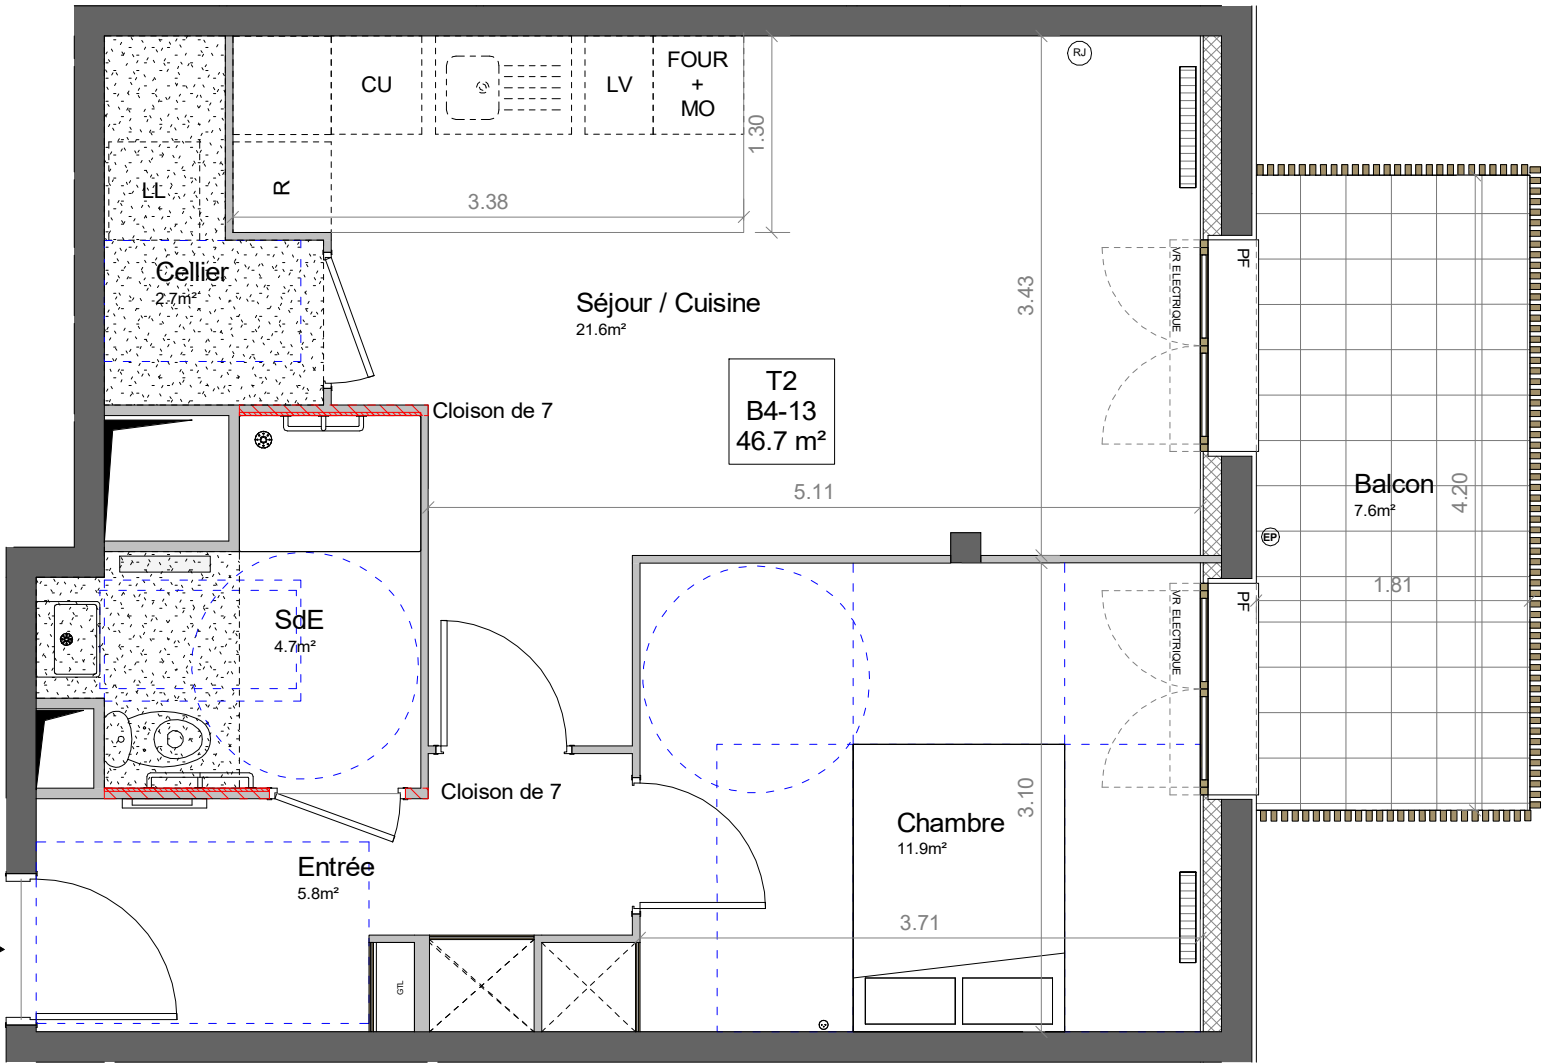 CU
LV
FOUR
+
MO
RJ
1.30
LL
R
3.38
Cellier
2.7m²
Séjour / Cuisine
21.6m²
3.43
VR ELECTRIQUE
PF
T2
B4-13
46.7 m²
Cloison de 7
5.11
Balcon
7.6m²
4.20
EP
1.81
SdE
4.7m²
VR ELECTRIQUE
PF
Cloison de 7
3.10
Chambre
11.9m²
Entrée
5.8m²
3.71
GTL